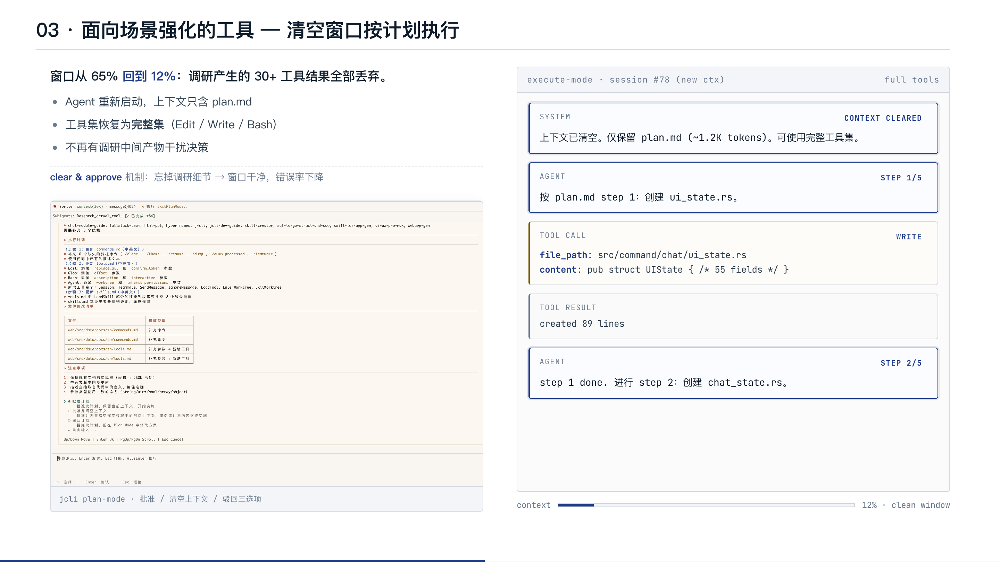 03 · 面向场景强化的工具 — 清空窗口按计划执行
窗口从 65% 回到 12%：调研产生的 30+ 工具结果全部丢弃。
Agent 重新启动，上下文只含 plan.md
工具集恢复为完整集（Edit / Write / Bash）
不再有调研中间产物干扰决策
clear & approve 机制：忘掉调研细节 → 窗口干净，错误率下降
Sprite context(36K) · message(405) ⚙ 执行 ExitPlanMode...
SubAgents: Research_actual_tool… [✓ 已完成 t84]
● chat-module-guide, fullstack-team, html-ppt, hyperframes, j-cli, jcli-dev-guide, skill-creator, sql-to-go-struct-and-dao, swift-ios-app-gen, ui-ux-pro-max, webapp-gen
需要补充 8 个技能
◇ 执行计划
〈步骤 1: 更新 commands.md (中英文) 〉
● 补充 6 个缺失的斜杠命令 ( /clear , /theme , /resume , /dump , /dump-processed , /teammate )
● 使用代码中已有的描述文本
〈步骤 2: 更新 tools.md (中英文) 〉
● Edit: 添加 replace_all 和 confirm_token 参数
● Glob: 添加 offset 参数
● Bash: 添加 description 和 interactive 参数
● Agent: 添加 worktree 和 inherit_permissions 参数
● 新增工具章节: Session, Teammate, SendMessage, IgnoreMessage, LoadTool, EnterWorktree, ExitWorktree
〈步骤 3: 更新 skills.md (中英文) 〉
● tools.md 中 LoadSkill 部分的技能列表需要补充 8 个缺失技能
● skills.md 本身主要是结构说明，无需修改
◇ 文件修改清单
文件 修改类型
web/src/data/docs/zh/commands.md 补充命令
web/src/data/docs/en/commands.md 补充命令
web/src/data/docs/zh/tools.md 补充参数 + 新增工具
web/src/data/docs/en/tools.md 补充参数 + 新增工具
◇ 注意事项
1. 保持现有文档格式风格 (表格 + JSON 示例)
2. 中英文版本同步更新
3. 描述直接取自代码中的定义，确保准确
4. 参数类型使用一致的命名 (string/uint/bool/array/object)
❯ ● 批准计划
批准此计划，保留当前上下文，开始实施
○ 批准并清空上下文
批准计划并清空探索过程中的对话上下文，仅保留计划内容继续实施
○ 驳回计划
拒绝此计划，留在 Plan Mode 中修改方案
✏ 自由输入...
Up/Down Move | Enter OK | PgUp/PgDn Scroll | Esc Cancel
+ 补充消息，Enter 发送，Esc 打断，Alt+Enter 换行
↑↓ 选择 │ Enter 确认 │ Esc 拒绝
jcli plan-mode · 批准 / 清空上下文 / 驳回三选项
execute-mode · session #78 (new ctx) full tools
SYSTEM CONTEXT CLEARED
上下文已清空。仅保留 plan.md (~1.2K tokens)。可使用完整工具集。
AGENT STEP 1/5
按 plan.md step 1: 创建 ui_state.rs。
TOOL CALL WRITE
file_path: src/command/chat/ui_state.rs
content: pub struct UIState { /* 55 fields */ }
TOOL RESULT
created 89 lines
AGENT STEP 2/5
step 1 done. 进行 step 2: 创建 chat_state.rs。
context 12% · clean window